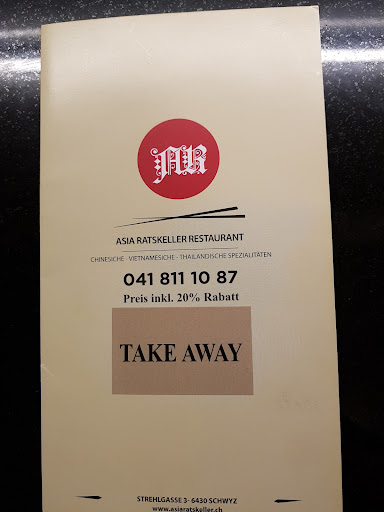 AR
ASIA RATSKELLER RESTAURANT
CHINESICHE - VIETNAMESICHE - THAILÄNDISCHE SPEZIALITÄTEN
041 811 10 87
Preis inkl. 20% Rabatt
TAKE AWAY
STREHLGASSE 3- 6430 SCHWYZ
www.asiaratskeller.ch